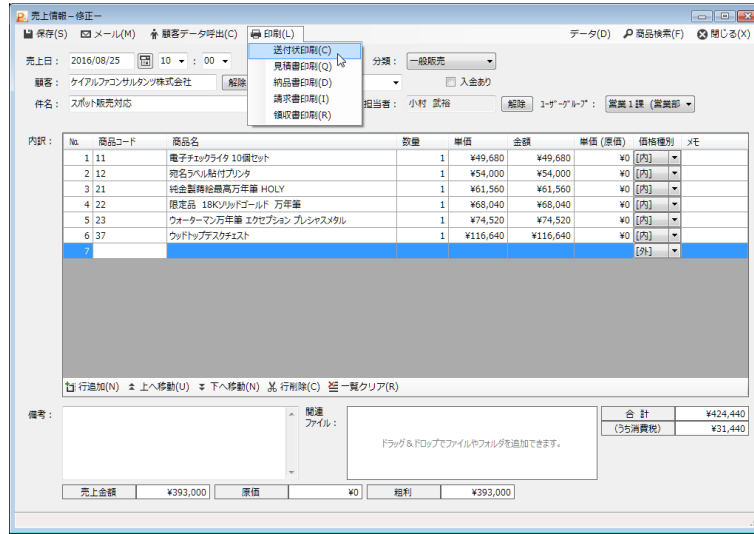 売上情報－修正－
保存(S) メール(M) 顧客データ呼出(C) 印刷(L) データ(D) 商品検索(F) 閉じる(X)
送付状印刷(C)
見積書印刷(Q)
納品書印刷(D)
請求書印刷(I)
領収書印刷(R)
売上日： 2016/08/25 10 ： 00 分類： 一般販売
顧客： ケイアルファコンサルタンツ株式会社 解除 入金あり
件名： スポット販売対応 担当者： 小村 武裕 解除 ユーザーグループ： 営業1課 (営業部
内訳： No. 商品コード 商品名 数量 単価 金額 単価(原価) 価格種別 メモ
1 11 電子チェックライタ 10個セット 1 ¥49,680 ¥49,680 ¥0 [内]
2 12 宛名ラベル貼付プリンタ 1 ¥54,000 ¥54,000 ¥0 [内]
3 21 純金製蒔絵最高万年筆 HOLY 1 ¥61,560 ¥61,560 ¥0 [内]
4 22 限定品 18Kソリッドゴールド 万年筆 1 ¥68,040 ¥68,040 ¥0 [内]
5 23 ウォーターマン万年筆 エクセプション プレシャスメタル 1 ¥74,520 ¥74,520 ¥0 [内]
6 37 ウッドトップデスクチェスト 1 ¥116,640 ¥116,640 ¥0 [内]
7 [外]
行追加(N) 上へ移動(U) 下へ移動(N) 行削除(C) 一覧クリア(R)
備考： 関連
ファイル：
ドラッグ＆ドロップでファイルやフォルダを追加できます。
合 計 ¥424,440
(うち消費税) ¥31,440
売上金額 ¥393,000 原価 ¥0 粗利 ¥393,000